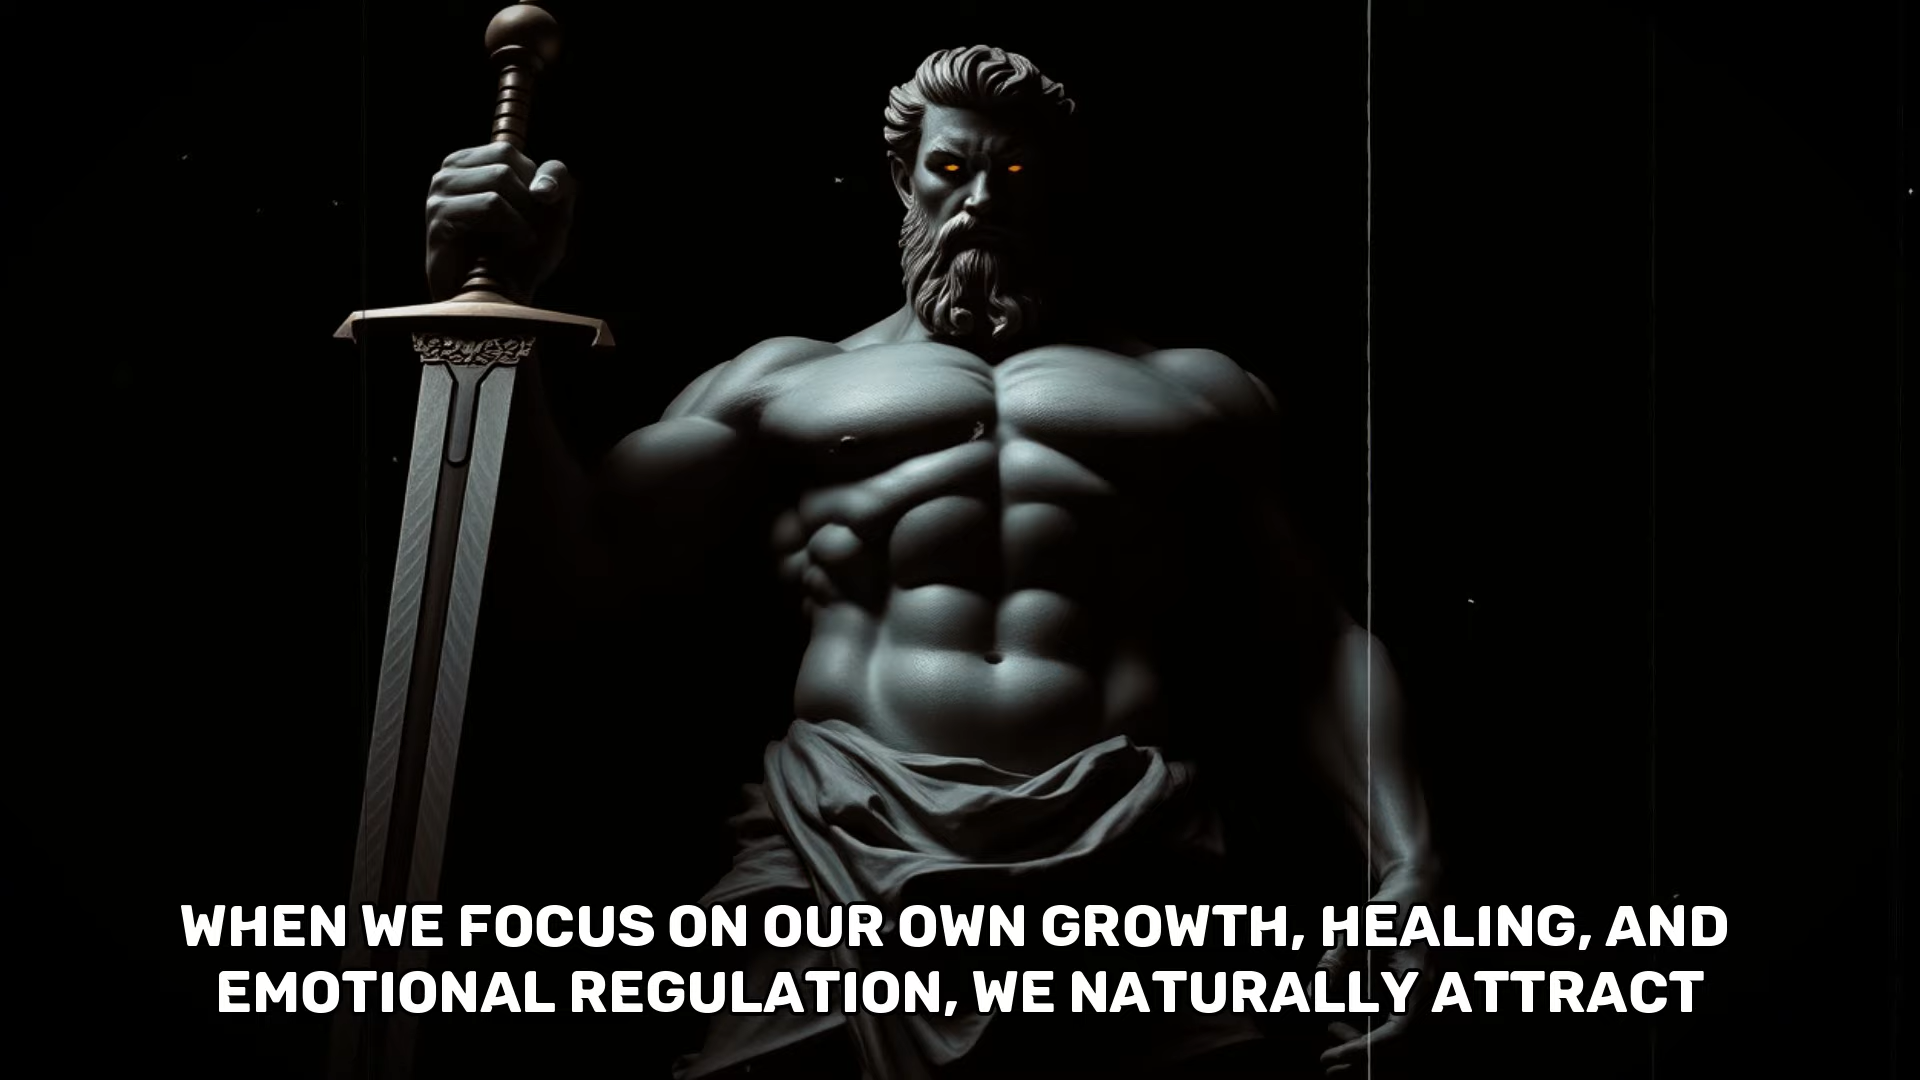 WHEN WE FOCUS ON OUR OWN GROWTH, HEALING, AND
EMOTIONAL REGULATION, WE NATURALLY ATTRACT